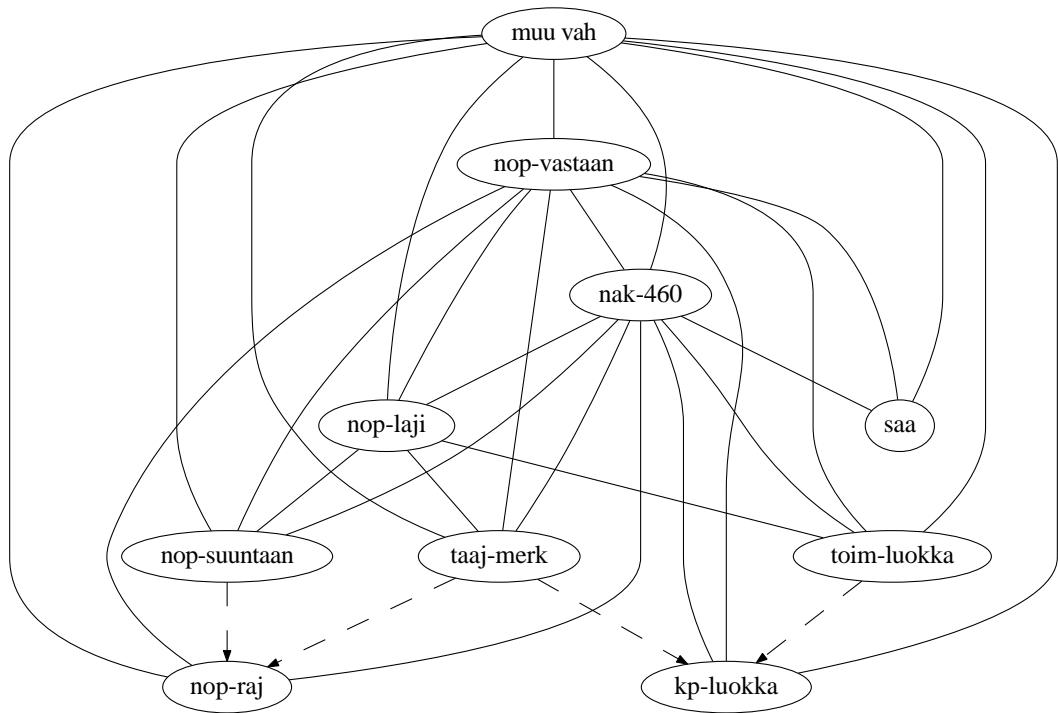 muu vah
nop-vastaan
nak-460
nop-laji
saa
nop-suuntaan
taaj-merk
toim-luokka
nop-raj
kp-luokka